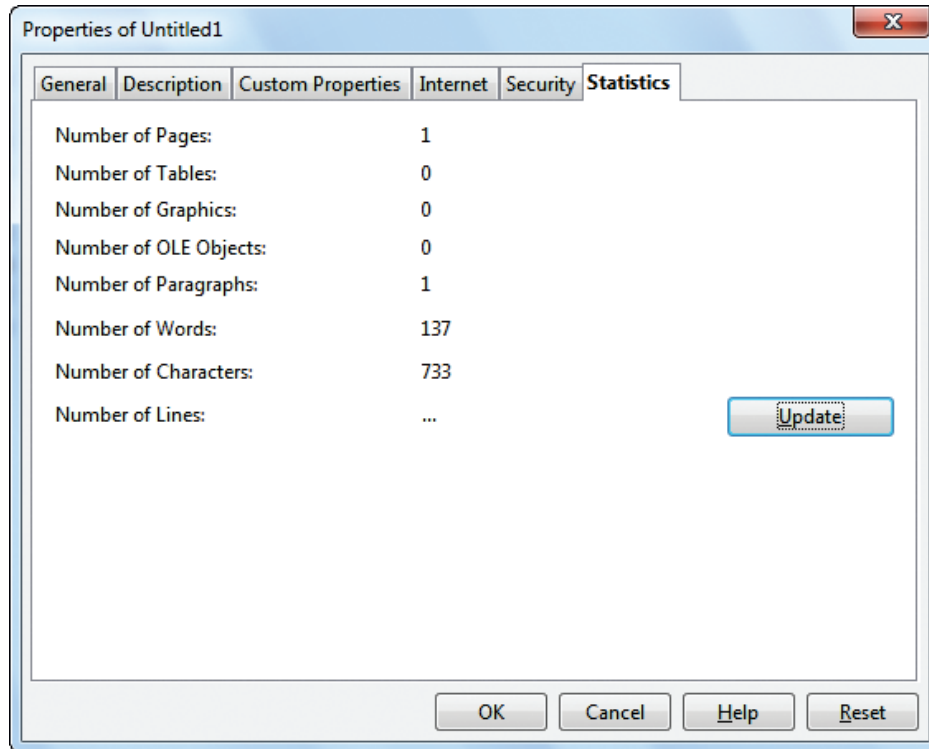 Properties of Untitled1
General Description Custom Properties Internet Security Statistics
Number of Pages: 1
Number of Tables: 0
Number of Graphics: 0
Number of OLE Objects: 0
Number of Paragraphs: 1
Number of Words: 137
Number of Characters: 733
Number of Lines: ... Update
OK Cancel Help Reset